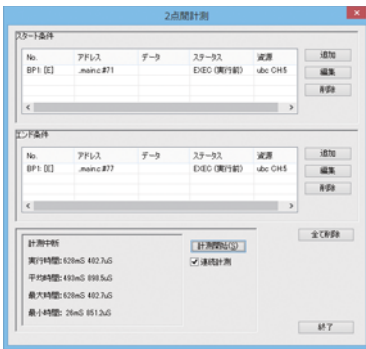 2点間計測
スタート条件
No. アドレス データ ステータス 資源
BP1: [E] .main.c#71 EXEC (実行前) ubc CH:5
追加
編集
削除
エンド条件
No. アドレス データ ステータス 資源
BP1: [E] .main.c#77 EXEC (実行前) ubc CH:5
追加
編集
削除
全て削除
計測中断
実行時間: 628mS 402.7uS
平均時間: 493mS 898.5uS
最大時間: 628mS 402.7uS
最小時間: 26mS 851.2uS
計測開始(S)
連続計測
終了